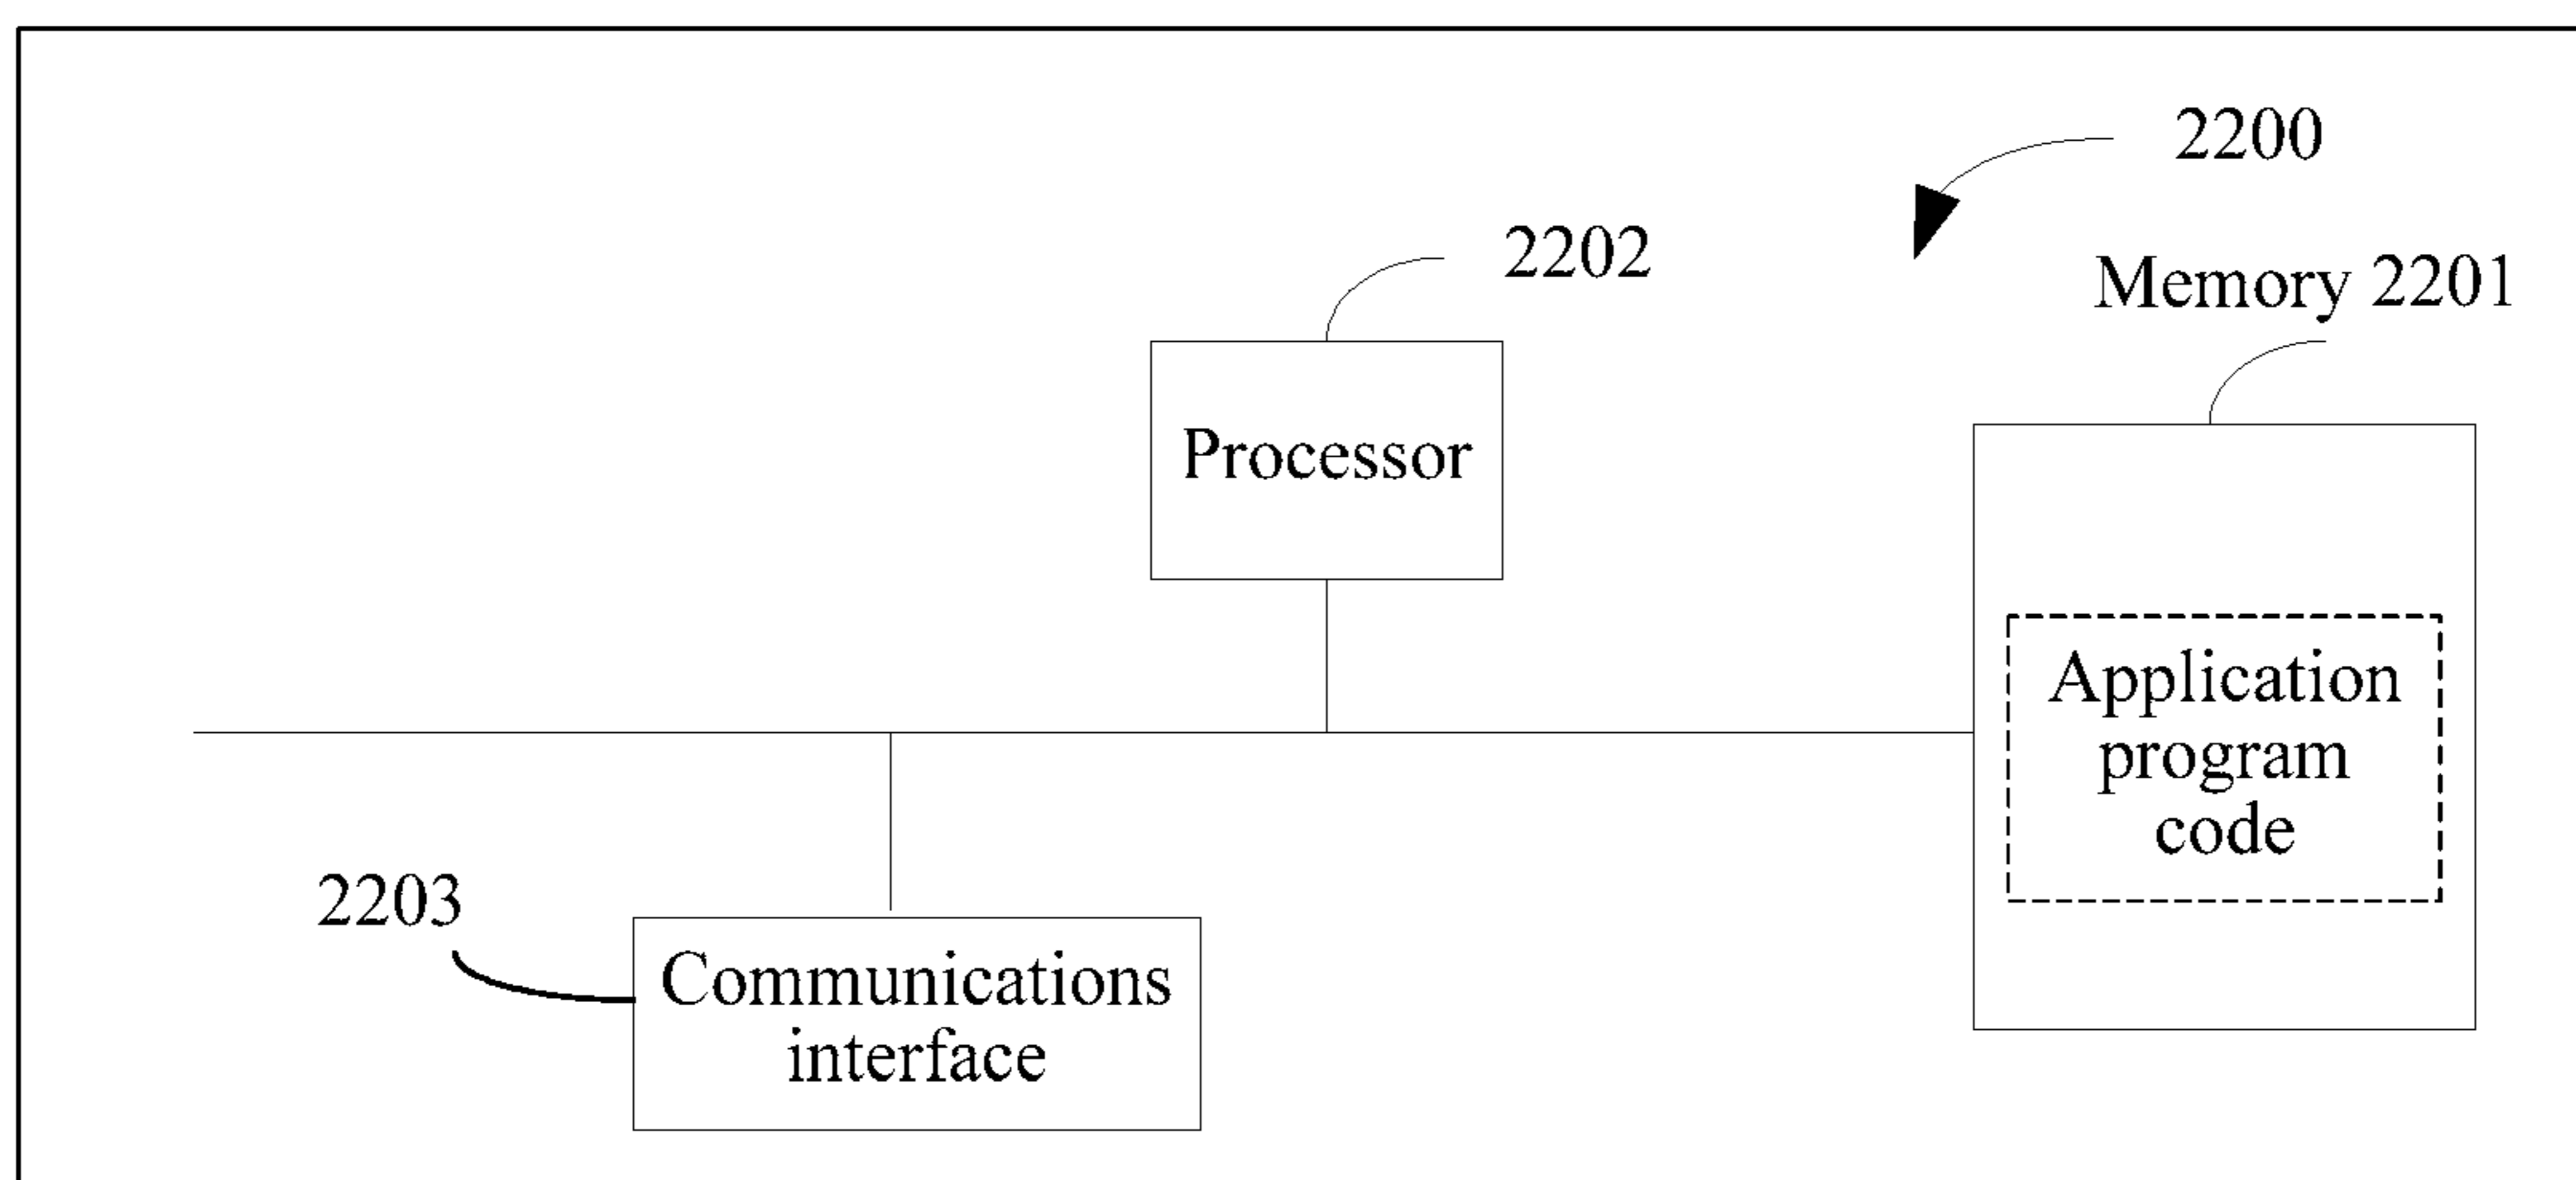 2200
2202
Memory 2201
Processor
Application
program
code
2203
Communications
interface